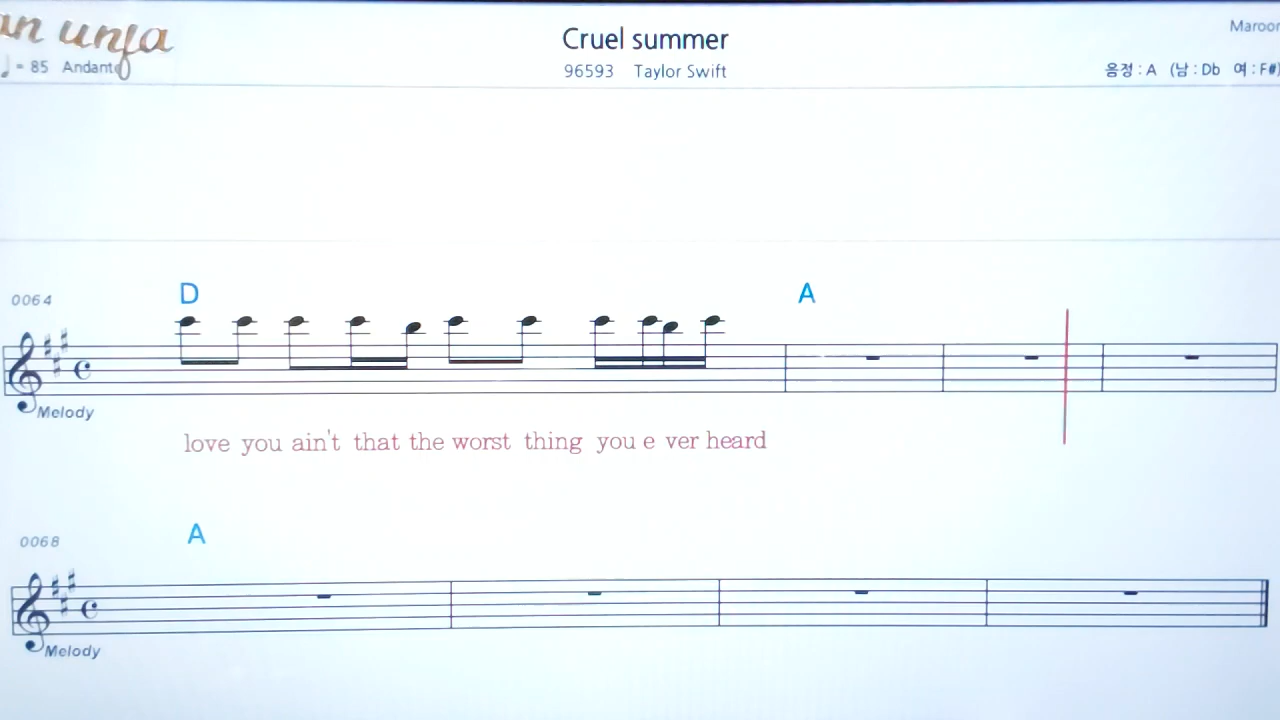 Cruel summer
Maroon
♩= 85 Andante
96593 Taylor Swift
음정 : A (남 : Db 여 : F#)
0064
D
A
Melody
love you ain't that the worst thing you e ver heard
0068
A
Melody